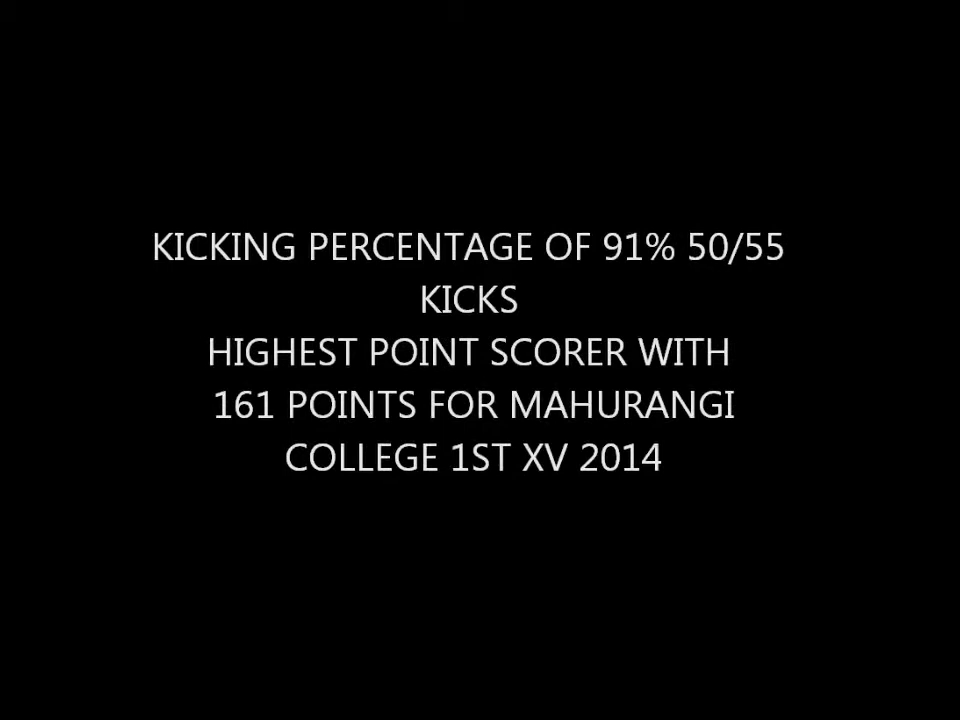 KICKING PERCENTAGE OF 91% 50/55
KICKS
HIGHEST POINT SCORER WITH
161 POINTS FOR MAHURANGI
COLLEGE 1ST XV 2014